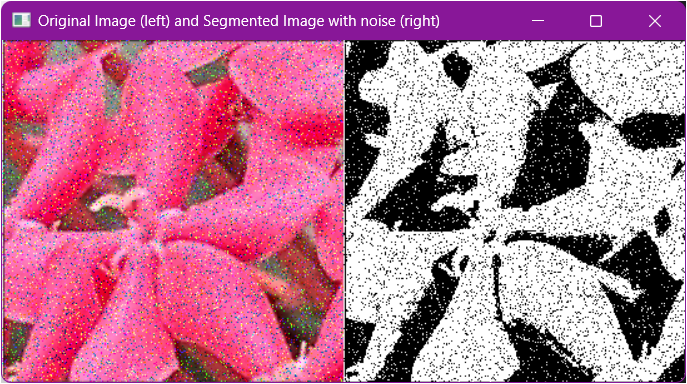 Original Image (left) and Segmented Image with noise (right)